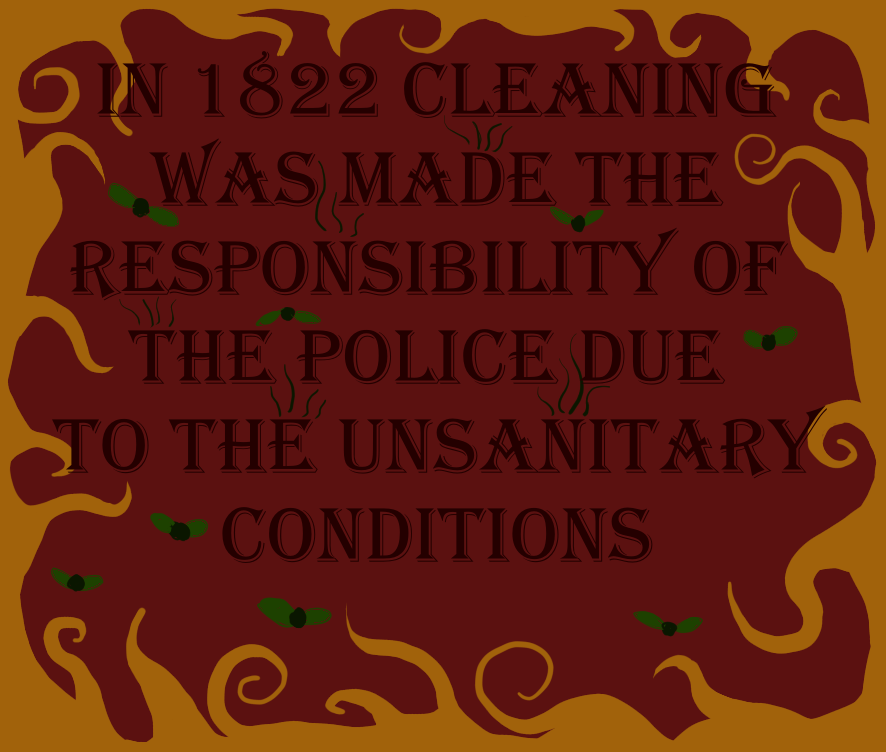 IN 1822 CLEANING
WAS MADE THE
RESPONSIBILITY OF
THE POLICE DUE
TO THE UNSANITARY
CONDITIONS